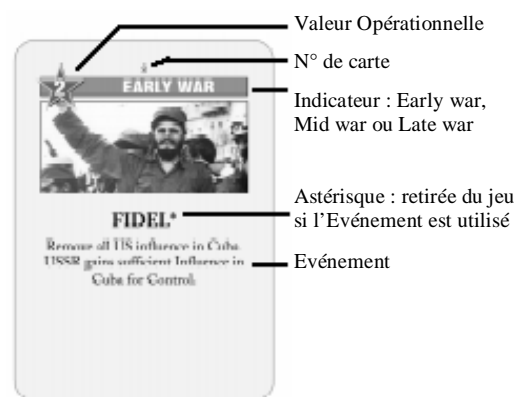 Valeur Opérationnelle
N° de carte
2
EARLY WAR
Indicateur : Early war,
Mid war ou Late war
Astérisque : retirée du jeu
si l'Evénement est utilisé
FIDEL*
Remove all US influence in Cuba.
USSR gains sufficient Influence in
Cuba for Control.
Evénement